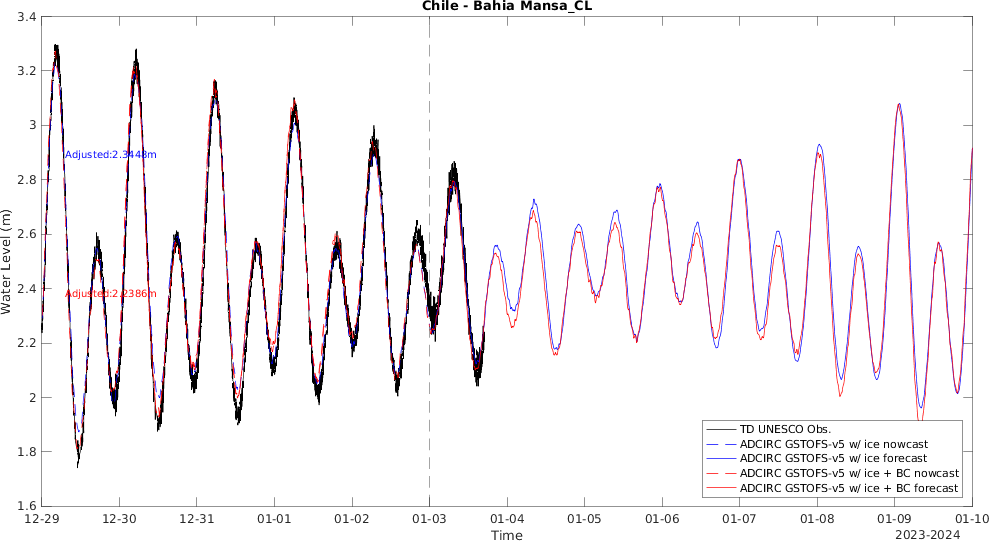 Chile - Bahia Mansa_CL
3.4
3.2
3
2.8
2.6
2.4
2.2
2
1.8
1.6
Water Level (m)
Adjusted:2.3448m
Adjusted:2.2386m
TD UNESCO Obs.
ADCIRC GSTOFS-v5 w/ ice nowcast
ADCIRC GSTOFS-v5 w/ ice forecast
ADCIRC GSTOFS-v5 w/ ice + BC nowcast
ADCIRC GSTOFS-v5 w/ ice + BC forecast
12-29 12-30 12-31 01-01 01-02 01-03 01-04 01-05 01-06 01-07 01-08 01-09 01-10
Time
2023-2024